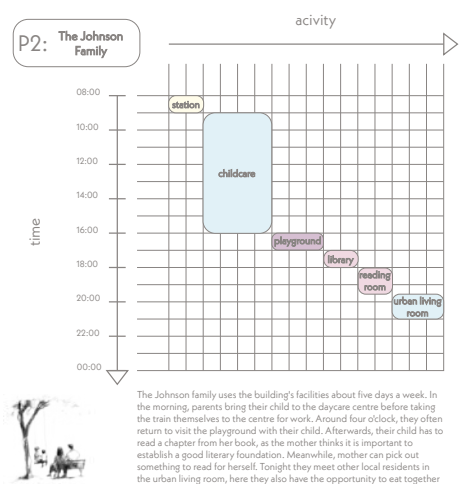 acivity
P2: The Johnson
Family
08:00
station
10:00
12:00
childcare
14:00
time
16:00
playground
library
18:00
reading
room
20:00
urban living
room
22:00
00:00
The Johnson family uses the building's facilities about five days a week. In
the morning, parents bring their child to the daycare centre before taking
the train themselves to the centre for work. Around four o'clock, they often
return to visit the playground with their child. Afterwards, their child has to
read a chapter from her book, as the mother thinks it is important to
establish a good literary foundation. Meanwhile, mother can pick out
something to read for herself. Tonight they meet other local residents in
the urban living room, here they also have the opportunity to eat together